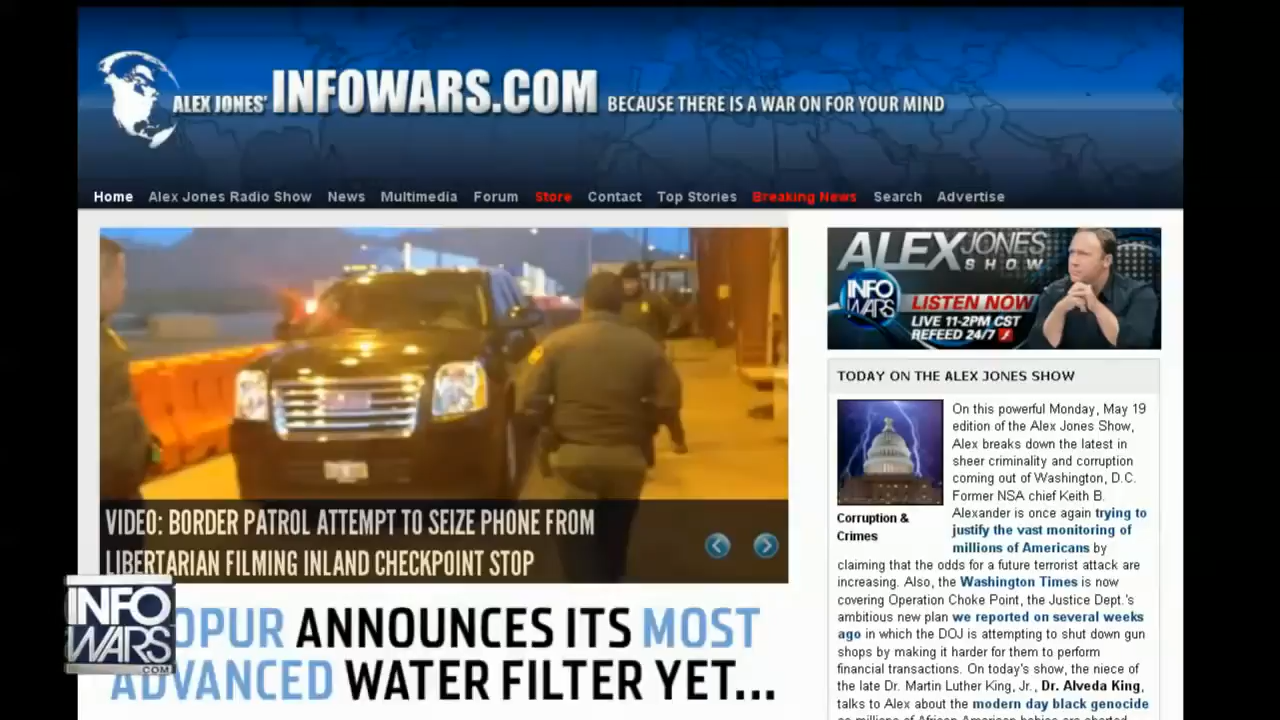 ALEX JONES' INFOWARS.COM BECAUSE THERE IS A WAR ON FOR YOUR MIND
Home Alex Jones Radio Show News Multimedia Forum Store Contact Top Stories Breaking News Search Advertise
VIDEO: BORDER PATROL ATTEMPT TO SEIZE PHONE FROM
LIBERTARIAN FILMING INLAND CHECKPOINT STOP
OPUR ANNOUNCES ITS MOST
ADVANCED WATER FILTER YET...
INFO
WARS
.COM
ALEX JONES
SHOW
INFO
WARS
LISTEN NOW
LIVE 11-2PM CST
REFEED 24/7
TODAY ON THE ALEX JONES SHOW
Corruption &
Crimes
On this powerful Monday, May 19
edition of the Alex Jones Show,
Alex breaks down the latest in
sheer criminality and corruption
coming out of Washington, D.C.
Former NSA chief Keith B.
Alexander is once again trying to
justify the vast monitoring of
millions of Americans by
claiming that the odds for a future terrorist attack are
increasing. Also, the Washington Times is now
covering Operation Choke Point, the Justice Dept.'s
ambitious new plan we reported on several weeks
ago in which the DOJ is attempting to shut down gun
shops by making it harder for them to perform
financial transactions. On today's show, the niece of
the late Dr. Martin Luther King, Jr., Dr. Alveda King,
talks to Alex about the modern day black genocide